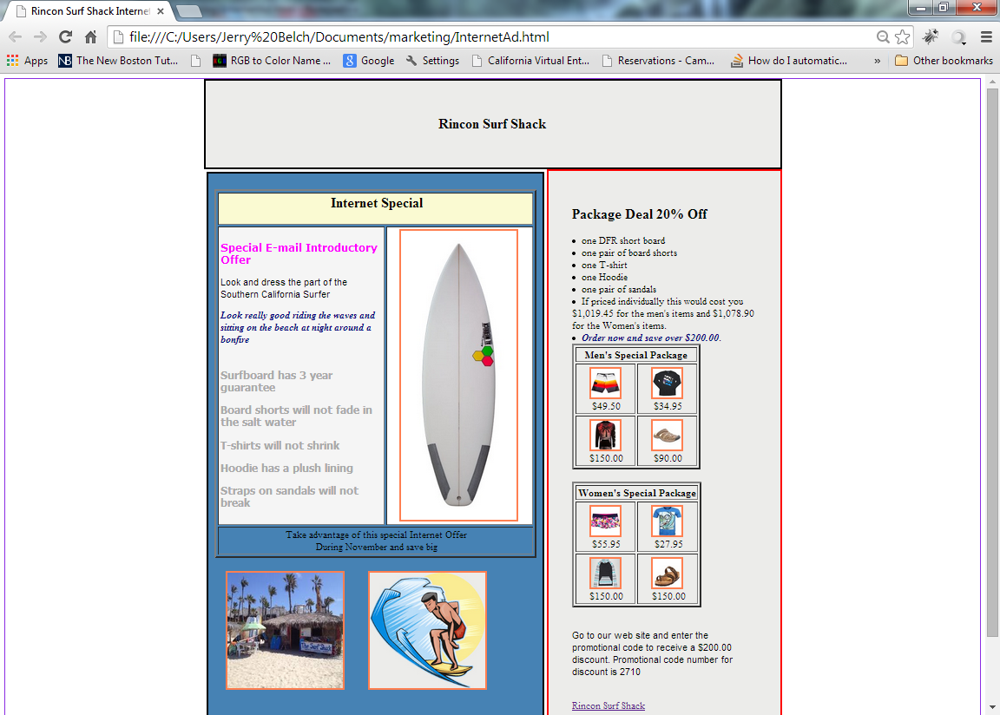 Rincon Surf Shack Internet
file:///C:/Users/Jerry%20Belch/Documents/marketing/InternetAd.html
Apps
NB
The New Boston Tut...
RGB to Color Name ...
Google
Settings
California Virtual Ent...
Reservations - Cam...
How do I automatic...
»
Other bookmarks
Rincon Surf Shack
Internet Special
Special E-mail Introductory
Offer
Look and dress the part of the
Southern California Surfer
Look really good riding the waves and
sitting on the beach at night around a
bonfire
Surfboard has 3 year
guarantee
Board shorts will not fade in
the salt water
T-shirts will not shrink
Hoodie has a plush lining
Straps on sandals will not
break
Take advantage of this special Internet Offer
During November and save big
The Surf Shack
Package Deal 20% Off
• one DFR short board
• one pair of board shorts
• one T-shirt
• one Hoodie
• one pair of sandals
• If priced individually this would cost you
$1,019.45 for the men's items and $1,078.90
for the Women's items.
• Order now and save over $200.00.
Men's Special Package
$49.50 $34.95
$150.00 $90.00
Women's Special Package
$55.95 $27.95
$150.00 $150.00
Go to our web site and enter the
promotional code to receive a $200.00
discount. Promotional code number for
discount is 2710
Rincon Surf Shack